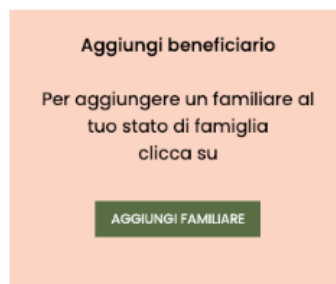 Aggiungi beneficiario
Per aggiungere un familiare al
tuo stato di famiglia
clicca su
AGGIUNGI FAMILIARE